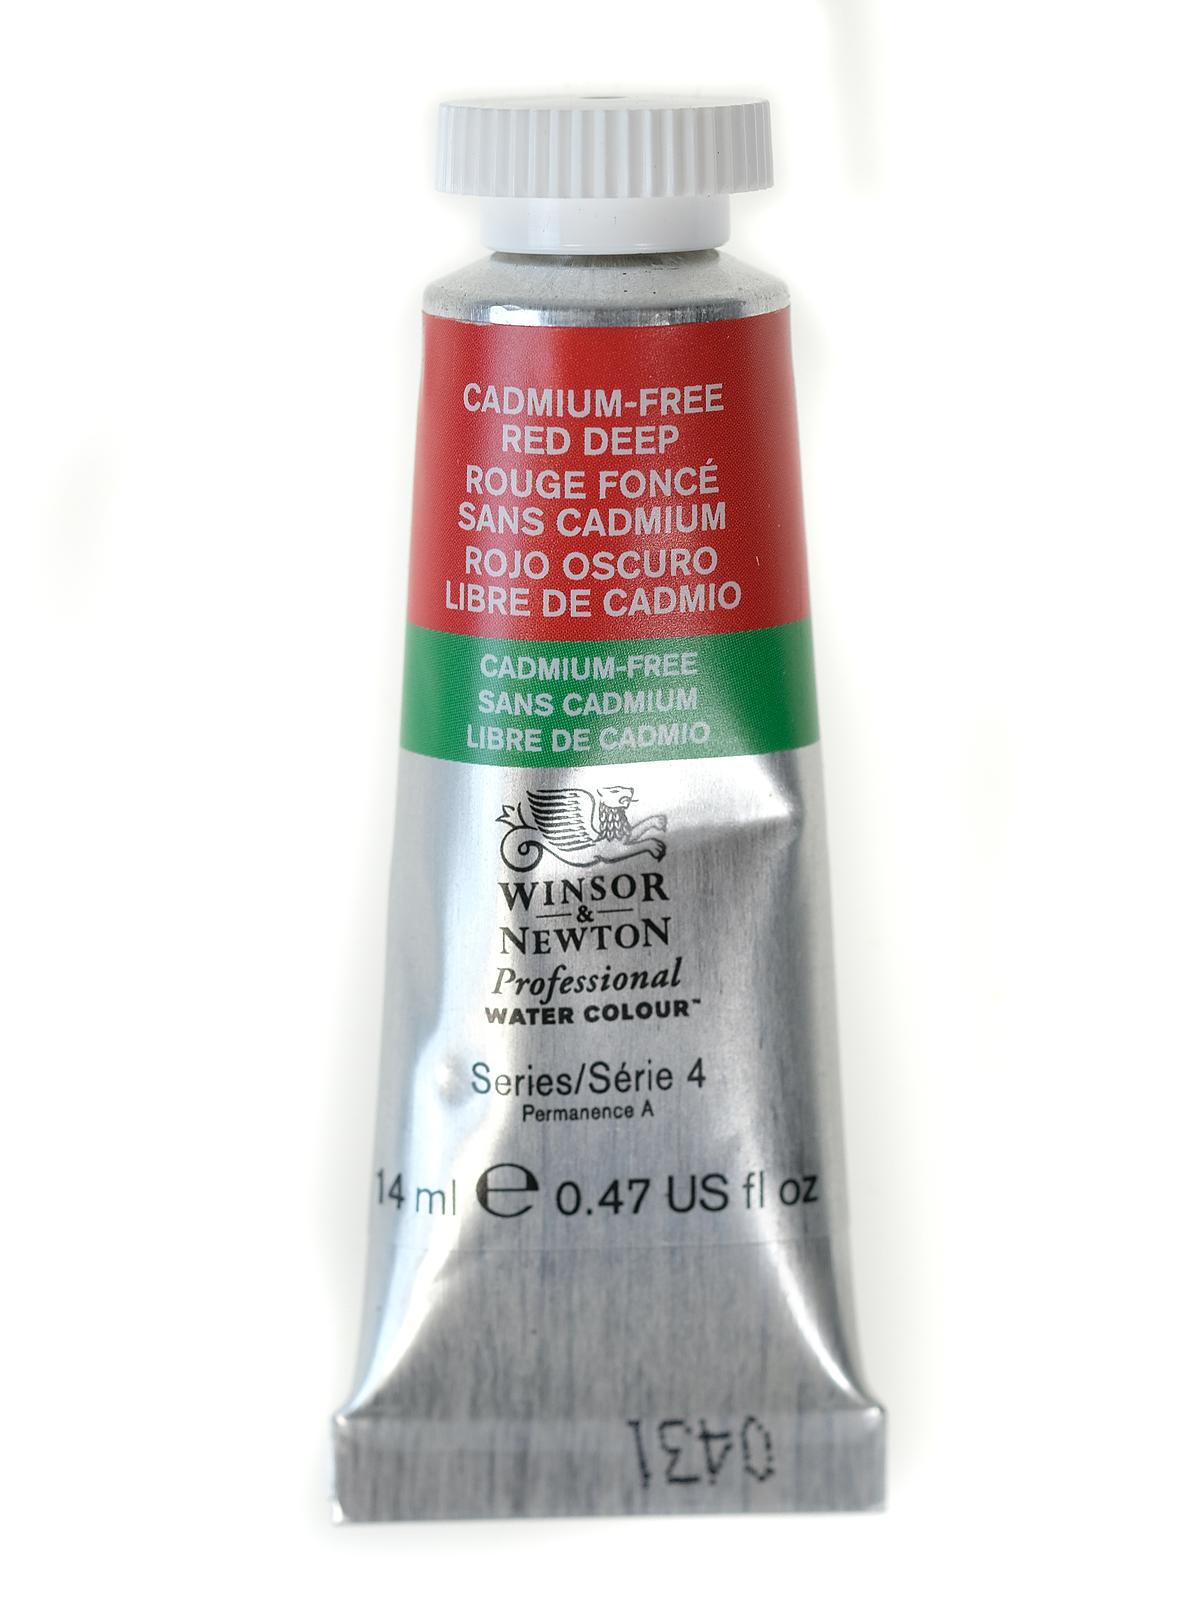 CADMIUM-FREE
RED DEEP
ROUGE FONCÉ
SANS CADMIUM
ROJO OSCURO
LIBRE DE CADMIO
CADMIUM-FREE
SANS CADMIUM
LIBRE DE CADMIO
WINSOR
&
NEWTON
Professional
WATER COLOUR™
Series/Série 4
Permanence A
14 ml ℮ 0.47 US fl oz
0431